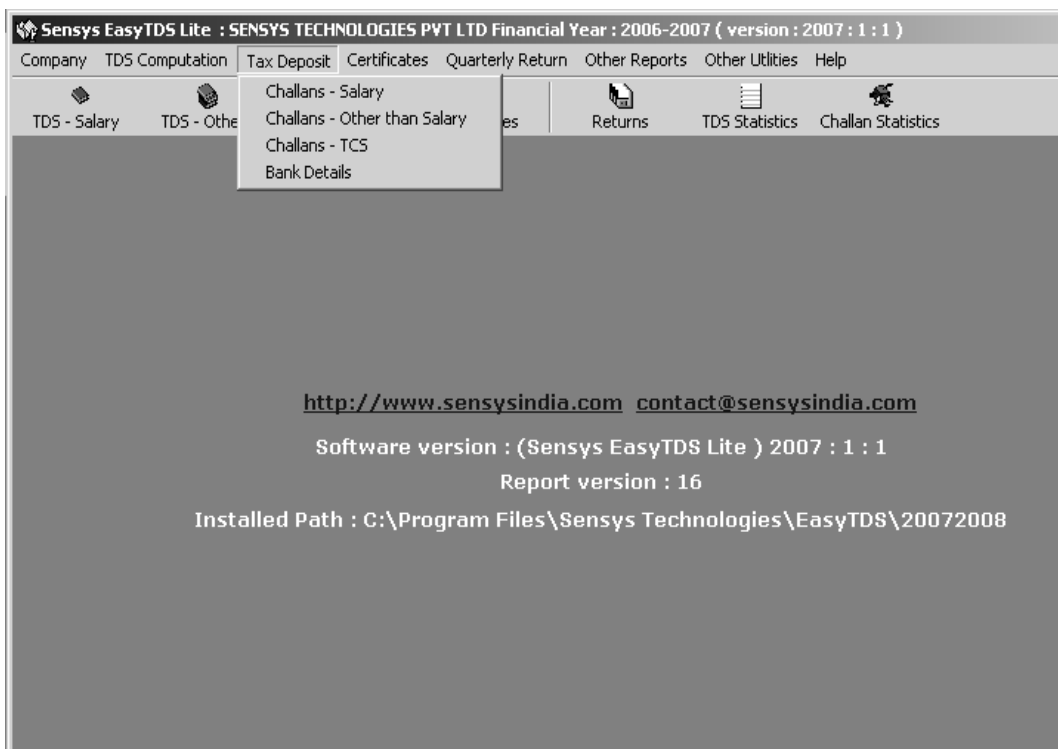 Sensys EasyTDS Lite : SENSYS TECHNOLOGIES PVT LTD Financial Year : 2006-2007 ( version : 2007 : 1 : 1 )
Company TDS Computation Tax Deposit Certificates Quarterly Return Other Reports Other Utlities Help
Challans - Salary
Challans - Other than Salary
Challans - TCS
Bank Details
TDS - Salary TDS - Othe es Returns TDS Statistics Challan Statistics
http://www.sensysindia.com contact@sensysindia.com
Software version : (Sensys EasyTDS Lite ) 2007 : 1 : 1
Report version : 16
Installed Path : C:\Program Files\Sensys Technologies\EasyTDS\20072008